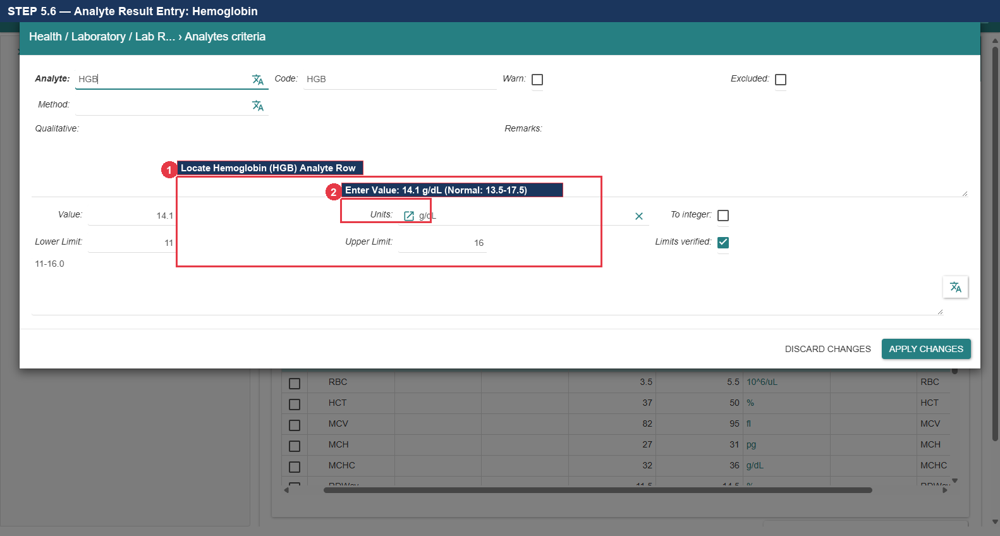 STEP 5.6 — Analyte Result Entry: Hemoglobin
Health / Laboratory / Lab R... › Analytes criteria
Analyte: HGB Code: HGB Warn: Excluded:
Method:
Qualitative: Remarks:
1 Locate Hemoglobin (HGB) Analyte Row
2 Enter Value: 14.1 g/dL (Normal: 13.5-17.5)
Value: 14.1 Units: g/dL To integer:
Lower Limit: 11 Upper Limit: 16 Limits verified:
11-16.0
DISCARD CHANGES APPLY CHANGES
RBC 3.5 5.5 10^6/uL RBC
HCT 37 50 % HCT
MCV 82 95 fl MCV
MCH 27 31 pg MCH
MCHC 32 36 g/dL MCHC
11.5 14.5 %